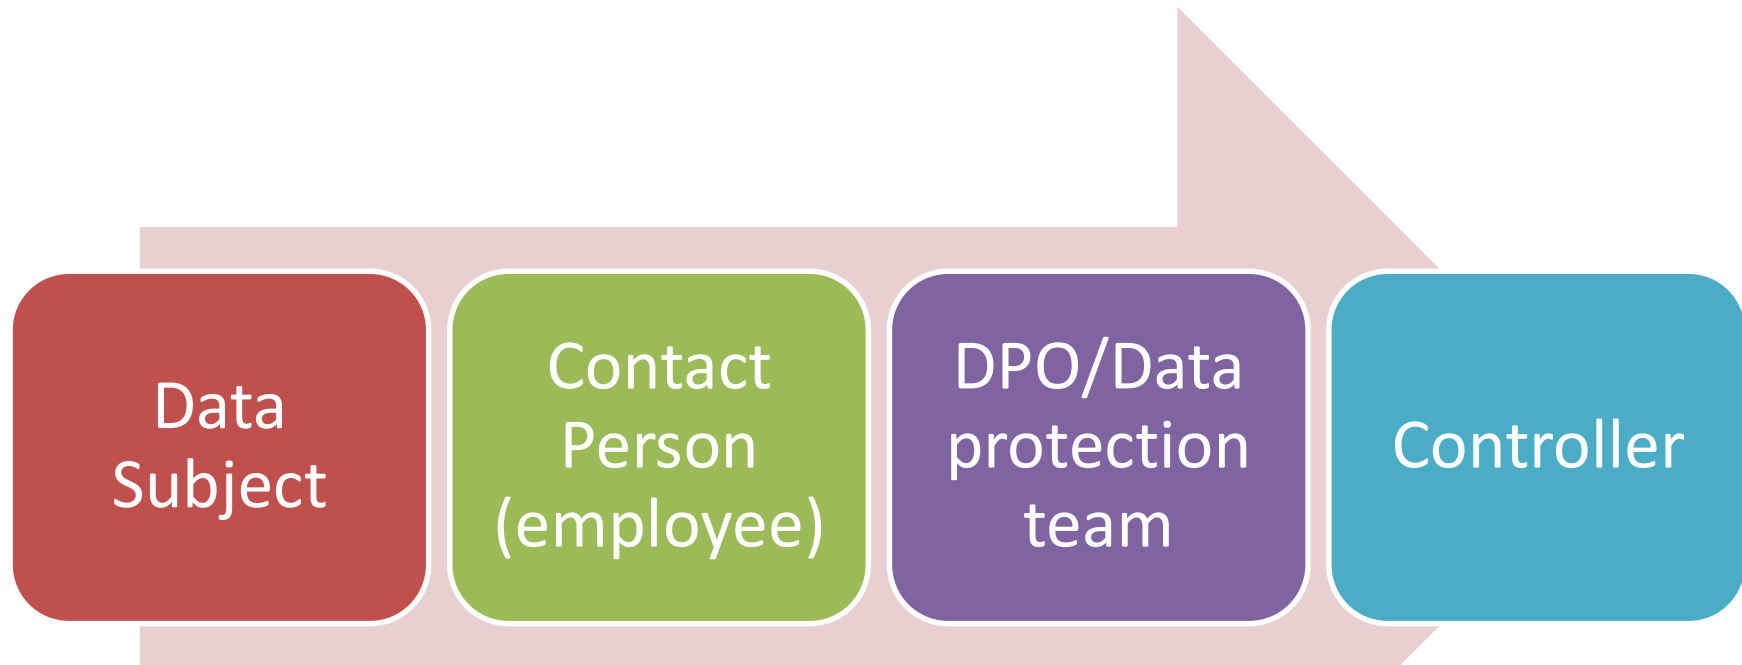 Data
Subject
Contact
Person
(employee)
DPO/Data
protection
team
Controller